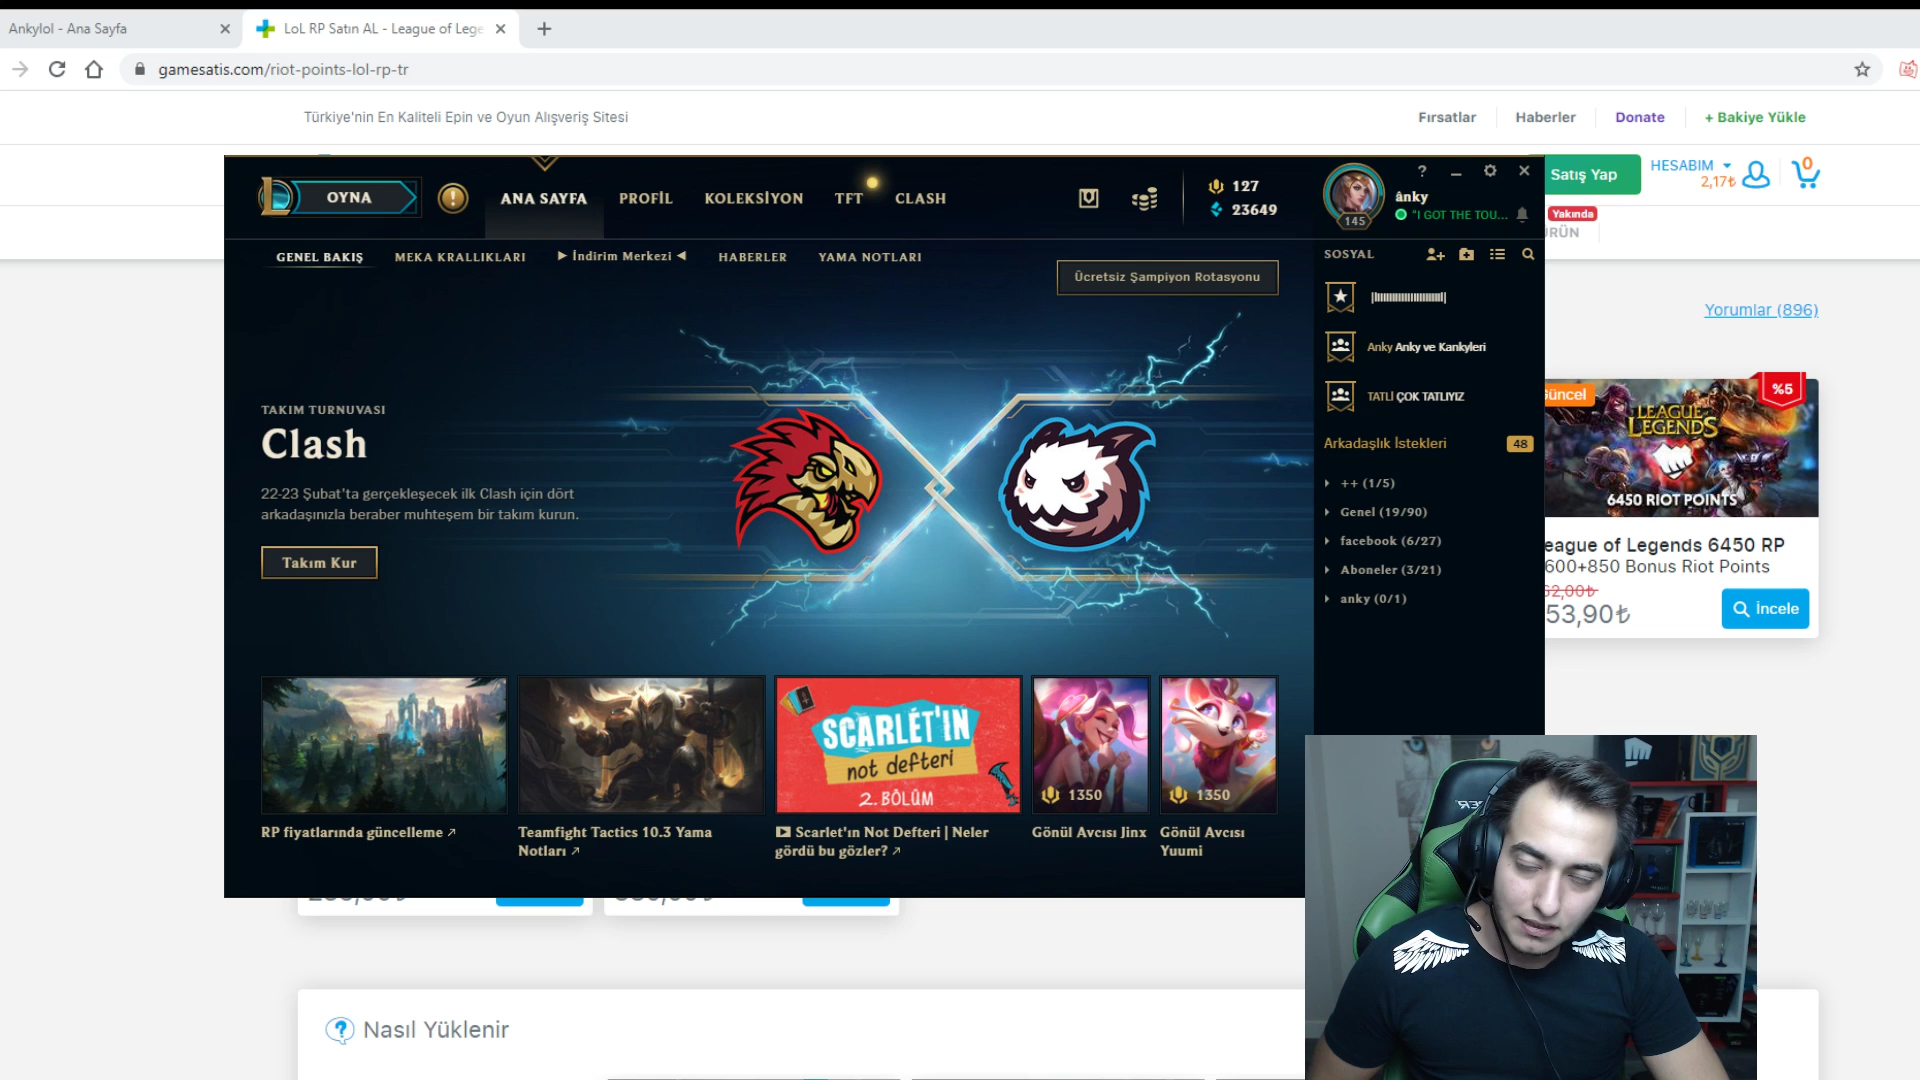 Ankylol - Ana Sayfa
LoL RP Satın AL - League of Lege
gamesatis.com/riot-points-lol-rp-tr
Türkiye'nin En Kaliteli Epin ve Oyun Alışveriş Sitesi
Fırsatlar
Haberler
Donate
+ Bakiye Yükle
Satış Yap
HESABIM
2,17₺
0
Yakında
ÜRÜN
OYNA
ANA SAYFA
PROFİL
KOLEKSİYON
TFT
CLASH
127
23649
145
ânky
"I GOT THE TOU...
GENEL BAKIŞ
MEKA KRALLIKLARI
►İndirim Merkezi◄
HABERLER
YAMA NOTLARI
Ücretsiz Şampiyon Rotasyonu
TAKIM TURNUVASI
Clash
22-23 Şubat'ta gerçekleşecek ilk Clash için dört
arkadaşınızla beraber muhteşem bir takım kurun.
Takım Kur
SOSYAL
Anky Anky ve Kankyleri
TATLİ ÇOK TATLIYIZ
Arkadaşlık İstekleri
48
++ (1/5)
Genel (19/90)
facebook (6/27)
Aboneler (3/21)
anky (0/1)
SCARLÉT'IN
not defteri
2. BÖLÜM
1350
1350
RP fiyatlarında güncelleme
Teamfight Tactics 10.3 Yama
Notları
Scarlet'ın Not Defteri | Neler
gördü bu gözler?
Gönül Avcısı Jinx
Gönül Avcısı
Yuumi
Yorumlar (896)
Güncel
%5
LEAGUE OF
LEGENDS
6450 RIOT POINTS
eague of Legends 6450 RP
600+850 Bonus Riot Points
62,00₺
53,90₺
İncele
Nasıl Yüklenir